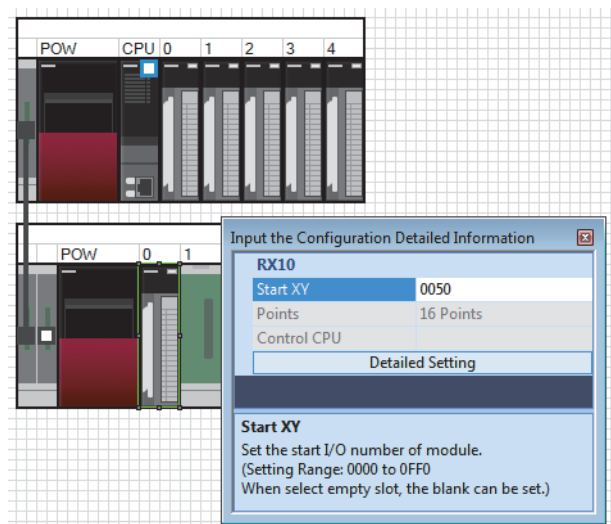 POW CPU 0 1 2 3 4
POW 0 1
Input the Configuration Detailed Information
RX10
Start XY 0050
Points 16 Points
Control CPU
Detailed Setting
Start XY
Set the start I/O number of module.
(Setting Range: 0000 to 0FF0
When select empty slot, the blank can be set.)